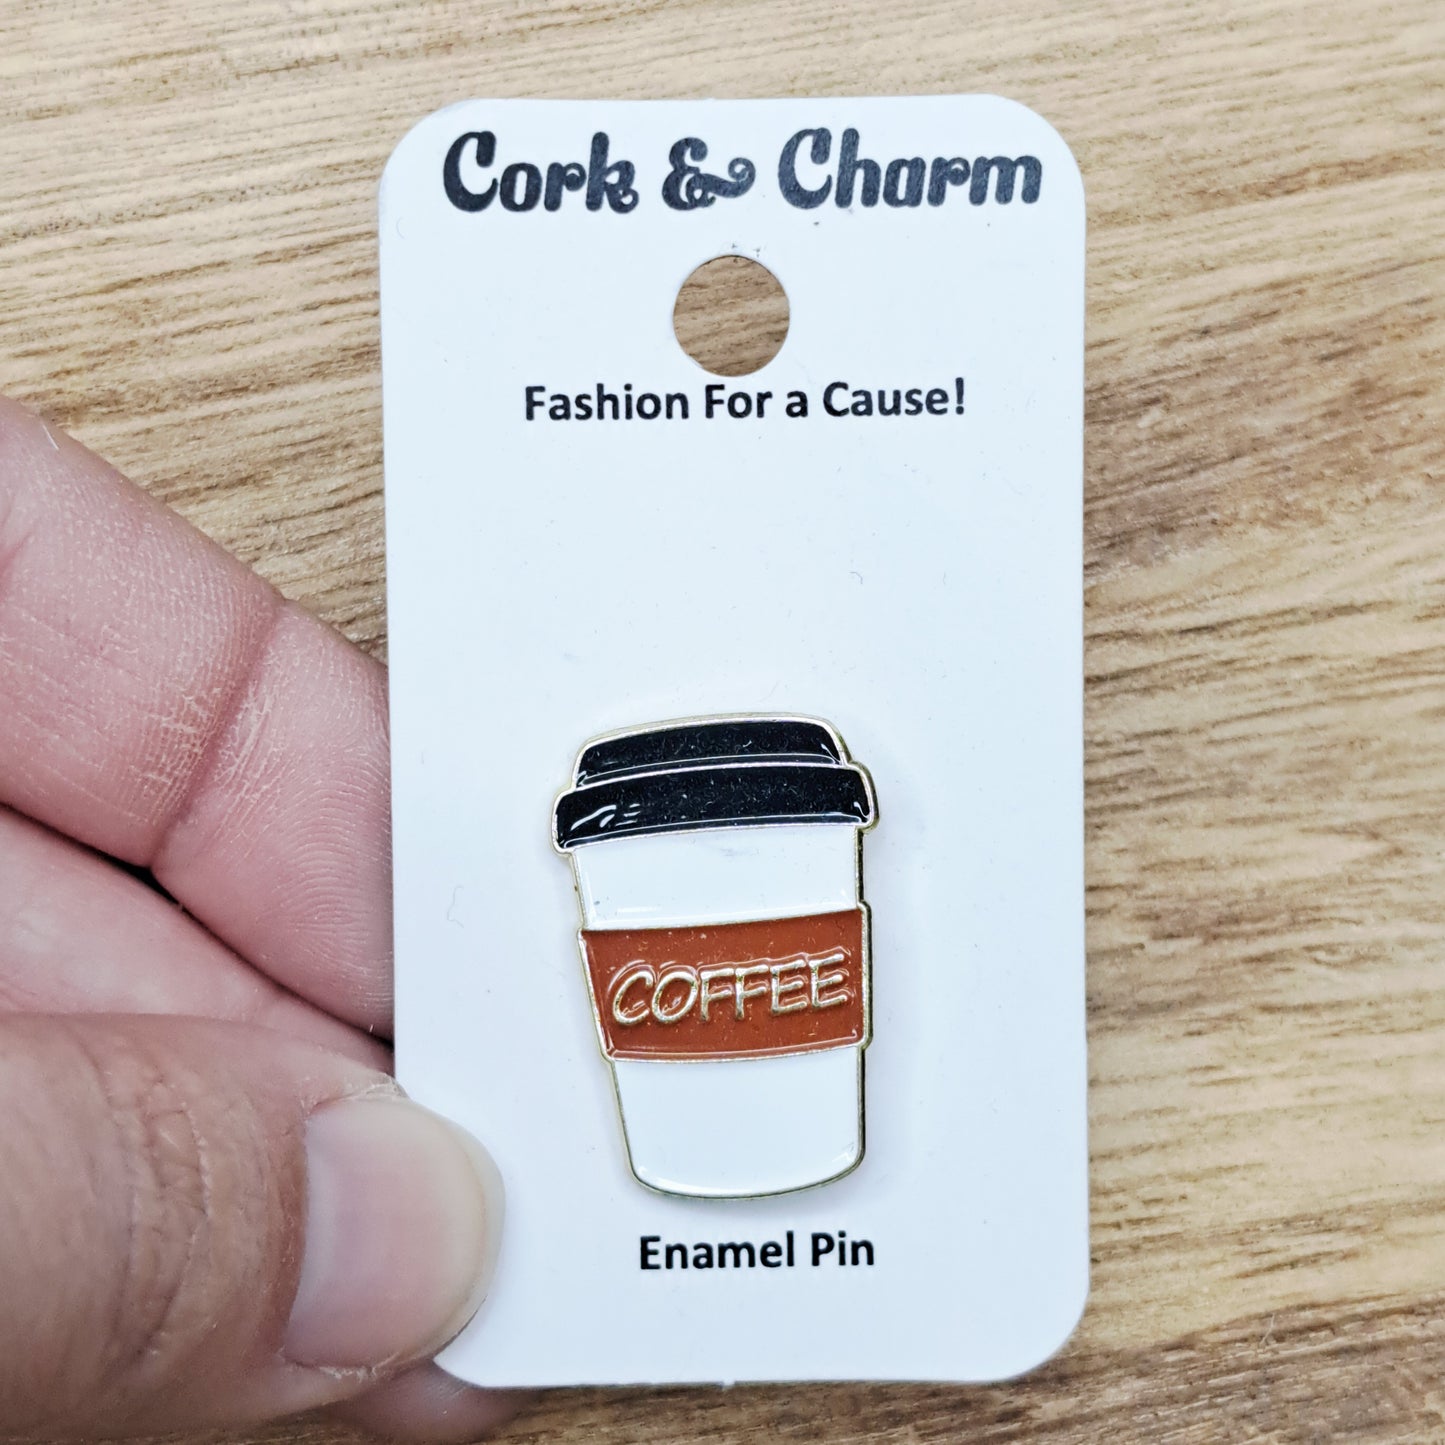 Cork & Charm
Fashion For a Cause!
COFFEE
Enamel Pin